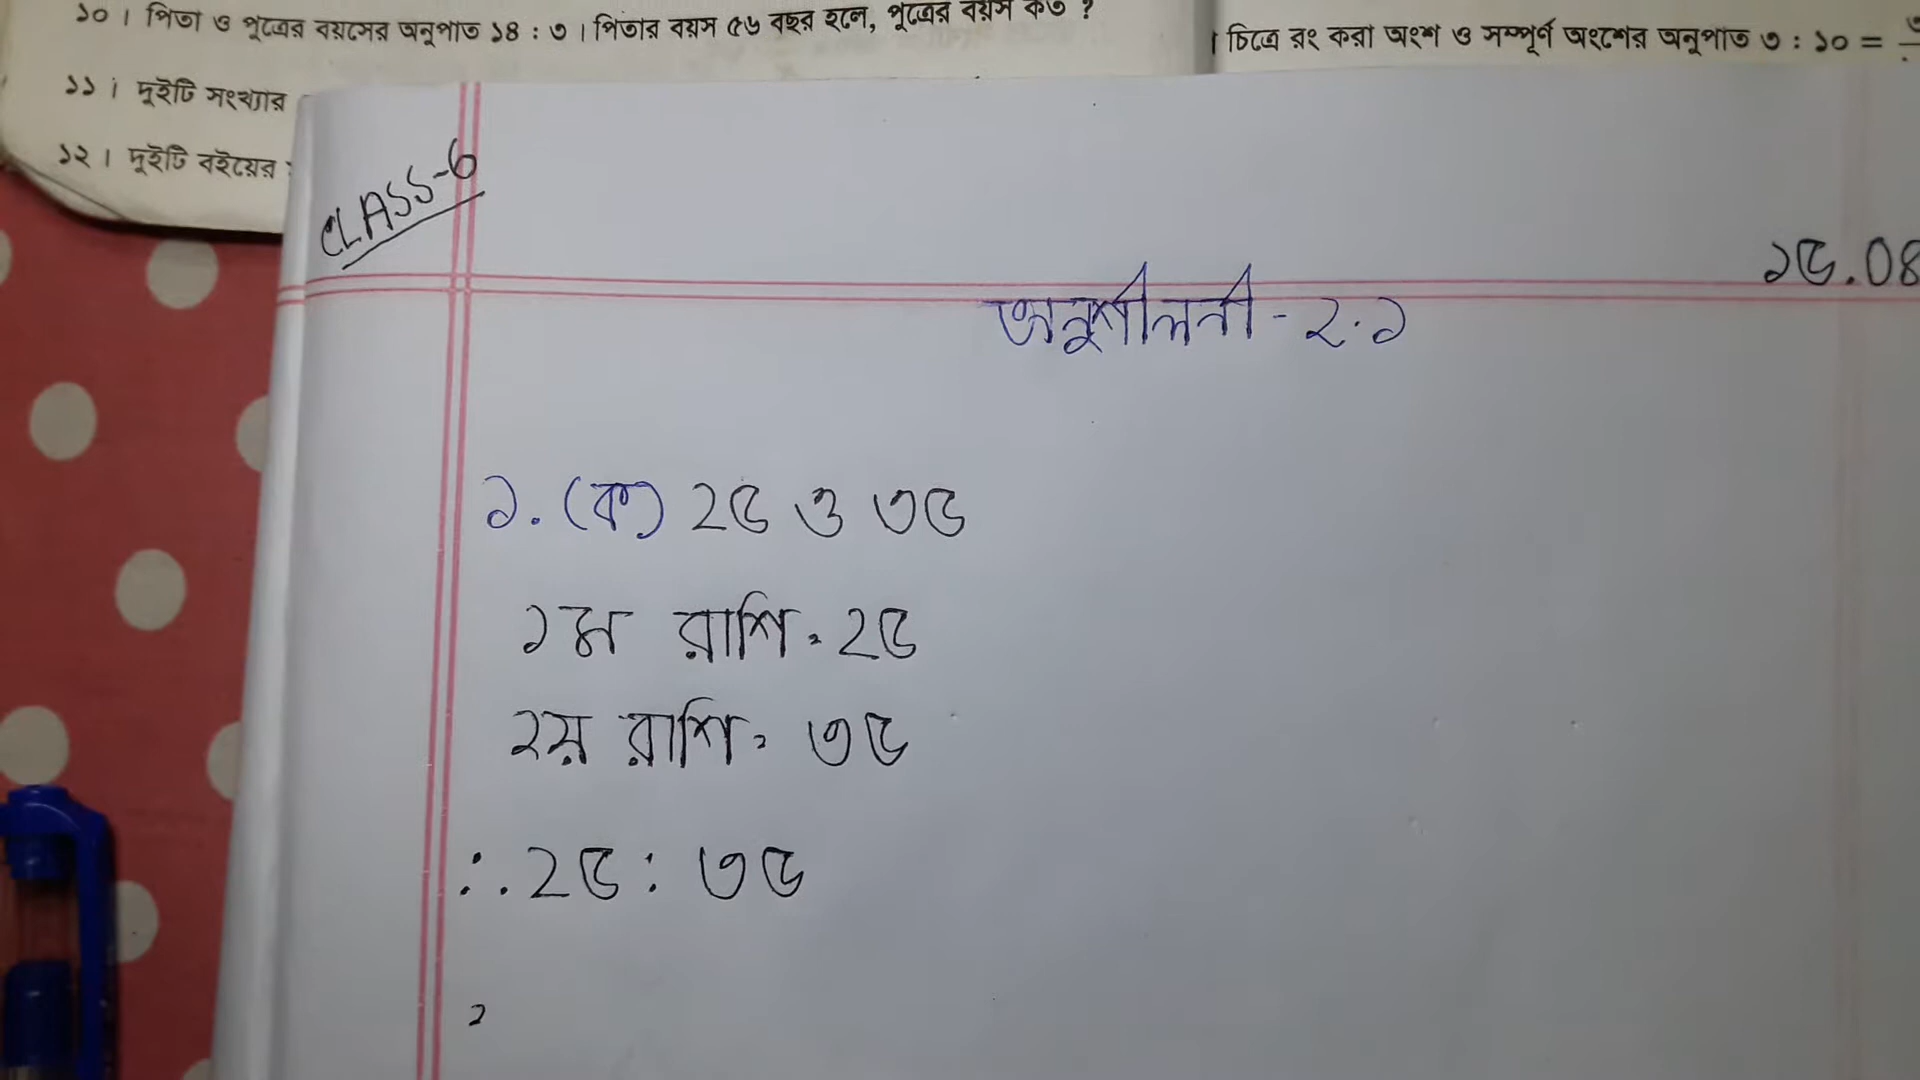 ১০। পিতা ও পুত্রের বয়সের অনুপাত ১৪ : ৩। পিতার বয়স ৫৬ বছর হলে, পুত্রের বয়স কত ?
১১। দুইটি সংখ্যার
১২। দুইটি বইয়ের
। চিত্রে রং করা অংশ ও সম্পূর্ণ অংশের অনুপাত ৩ : ১০ =
CLASS-6
১৫.08
অনুশীলনী - ২.১
১. (ক) ২৫ ও ৩৫
১ম রাশি = ২৫
২য় রাশি = ৩৫
∴ ২৫ : ৩৫